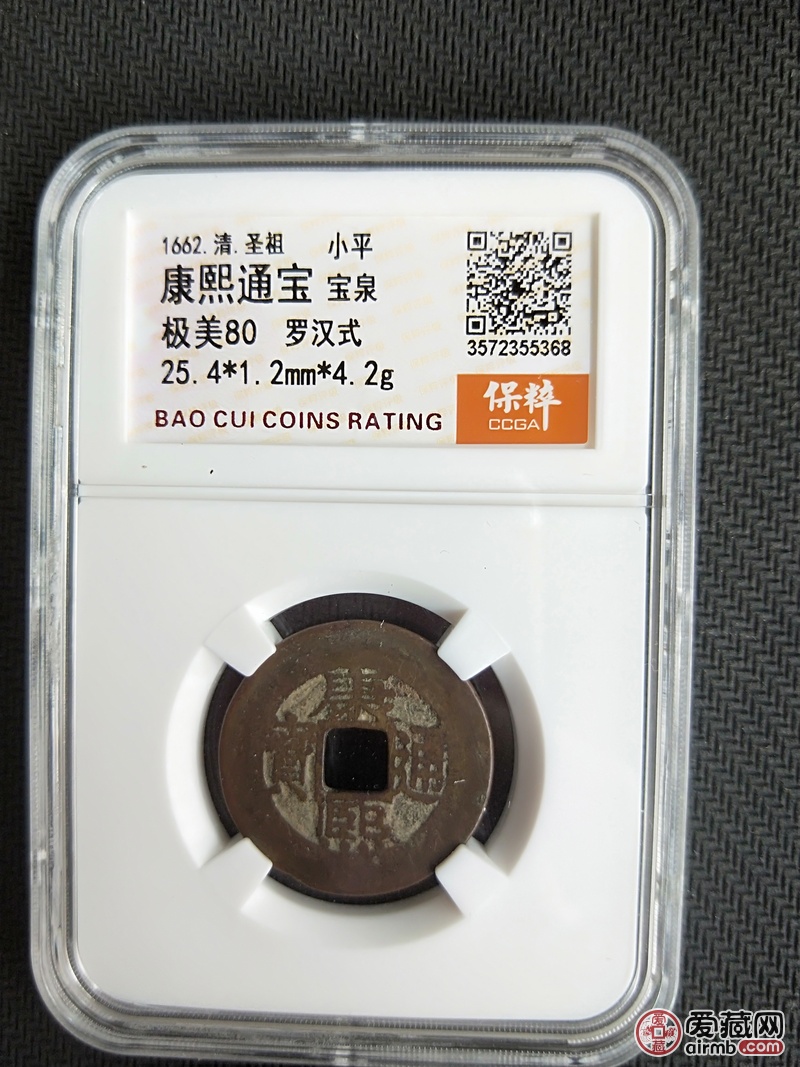 1662.清.圣祖 小平
康熙通宝 宝泉
极美80 罗汉式
25.4*1.2mm*4.2g
3572355368
BAO CUI COINS RATING
保粹
CCGA
康
熙
通
寳
爱藏网
airmb.com